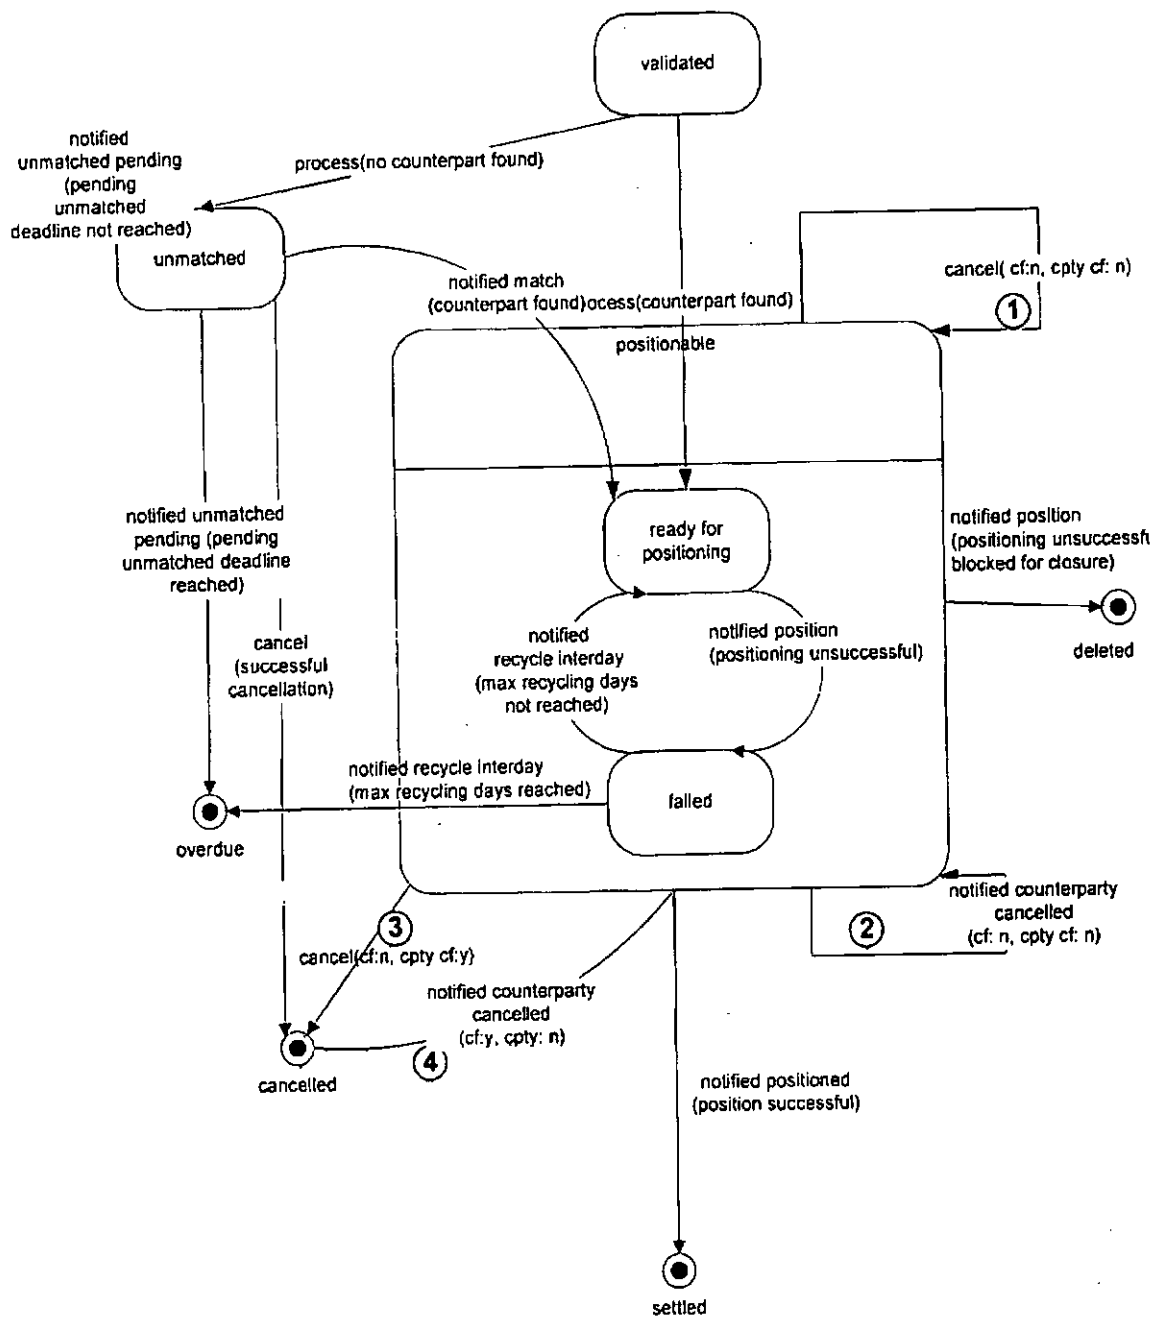 validated
notified
unmatched pending
(pending
unmatched
deadline not reached)
process(no counterpart found)
unmatched
notified match
(counterpart found)ocess(counterpart found)
cancel( cf:n, cpty cf: n)
1
positionable
ready for
positioning
notified unmatched
pending (pending
unmatched deadline
reached)
notified position
(positioning unsuccessfu
blocked for closure)
deleted
cancel
(successful
cancellation)
notified
recycle interday
(max recycling days
not reached)
notified position
(positioning unsuccessful)
notified recycle interday
(max recycling days reached)
failed
overdue
3
cancel(cf:n, cpty cf:y)
2
notified counterparty
cancelled
(cf: n, cpty cf: n)
notified counterparty
cancelled
(cf:y, cpty: n)
4
cancelled
notified positioned
(position successful)
settled